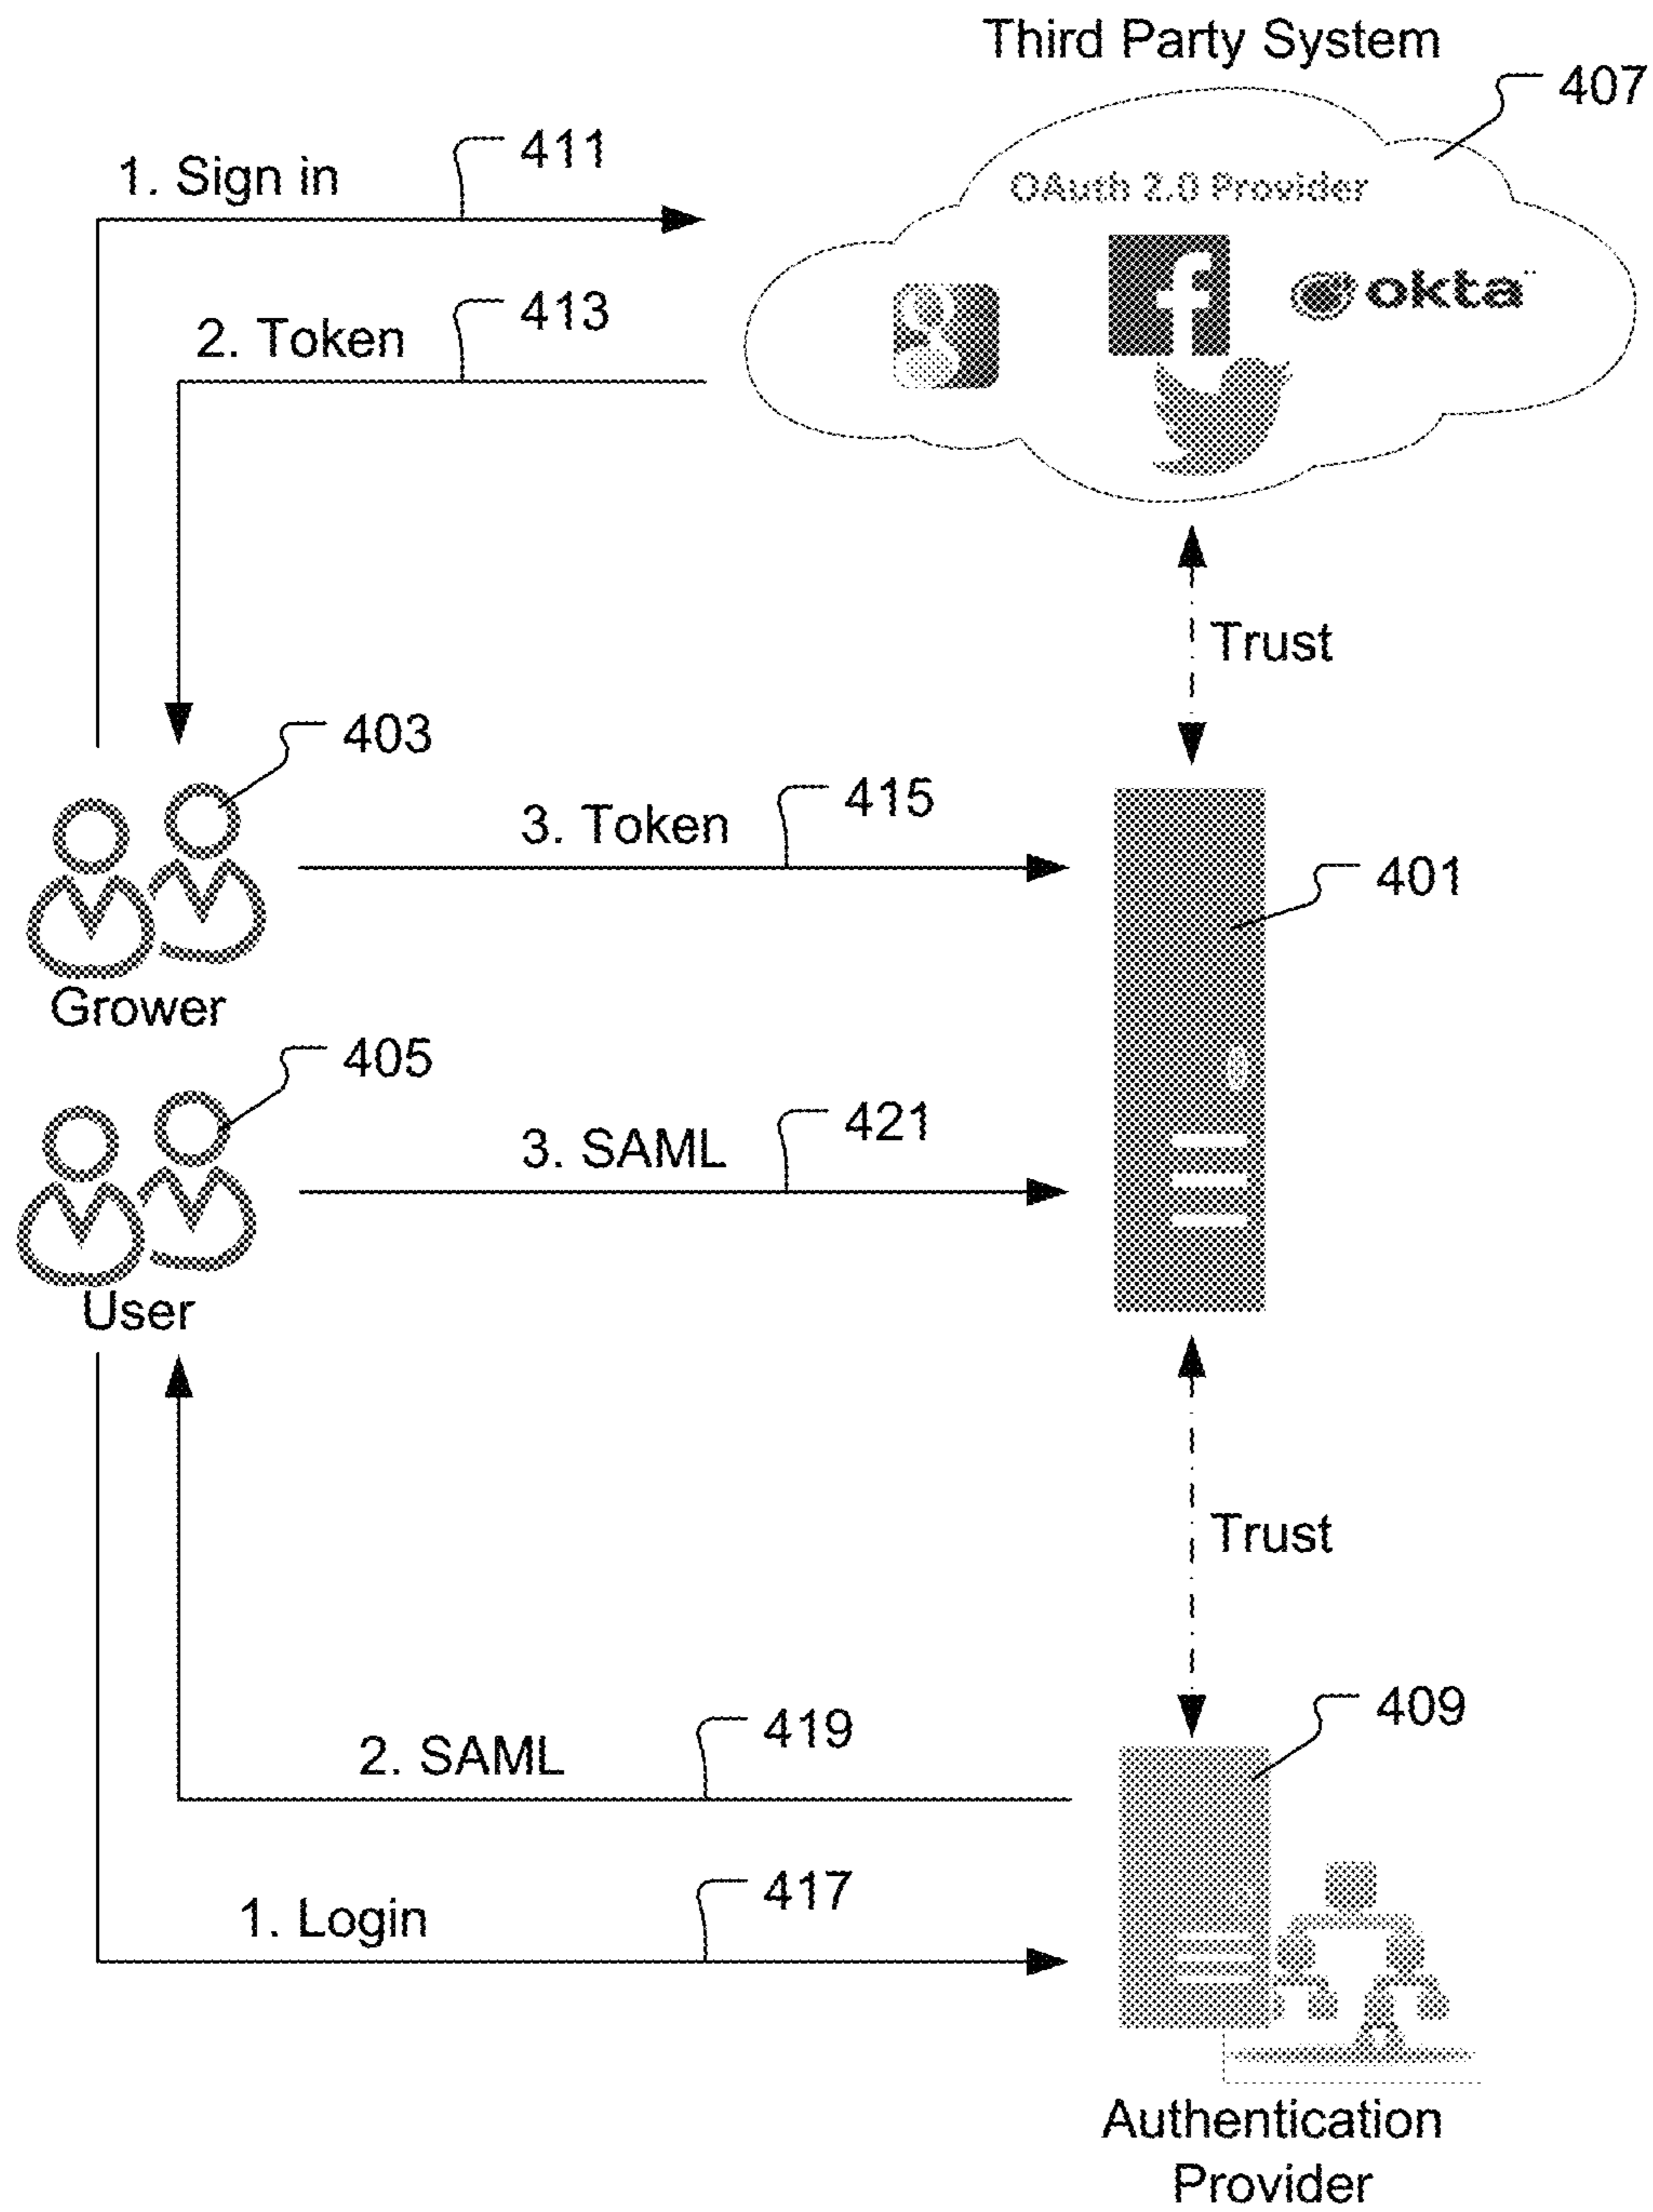 Third Party System
407
411
1. Sign in
OAuth 2.0 Provider
okta
413
2. Token
Trust
403
415
3. Token
401
Grower
405
421
3. SAML
User
Trust
409
419
2. SAML
417
1. Login
Authentication
Provider